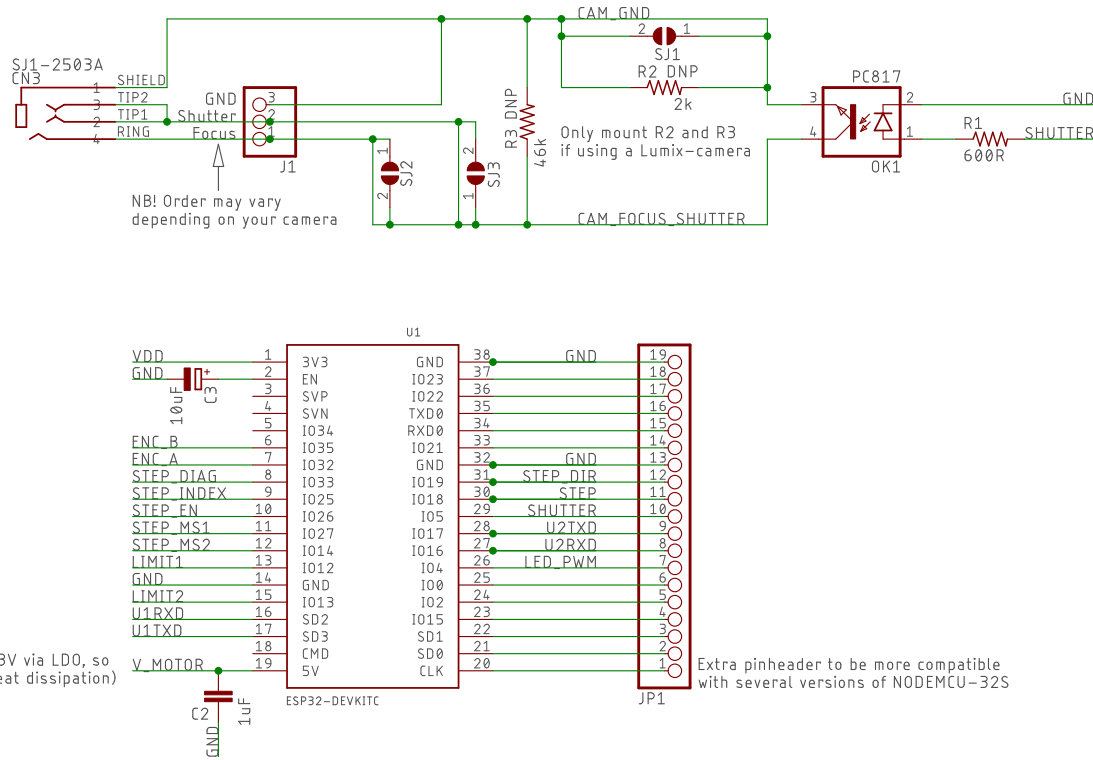 CAM_GND
2 1
SJ1
R2 DNP
2k
SJ1-2503A
CN3
SHIELD
1
TIP2
3
TIP1
2
RING
4
GND
3
Shutter
2
Focus
1
J1
NB! Order may vary
depending on your camera
1
SJ2
2
2
SJ3
1
R3 DNP
46k
Only mount R2 and R3
if using a Lumix-camera
PC817
3
4
2
1
OK1
GND
R1
600R
SHUTTER
CAM_FOCUS_SHUTTER
U1
VDD 1 3V3 GND 38 GND 19
GND 2 EN IO23 37 18
+
10uF
C3
3 SVP IO22 36 17
4 SVN TXD0 35 16
5 IO34 RXD0 34 15
ENC_B 6 IO35 IO21 33 14
ENC_A 7 IO32 GND 32 GND 13
STEP_DIAG 8 IO33 IO19 31 STEP_DIR 12
STEP_INDEX 9 IO25 IO18 30 STEP 11
STEP_EN 10 IO26 IO5 29 SHUTTER 10
STEP_MS1 11 IO27 IO17 28 U2TXD 9
STEP_MS2 12 IO14 IO16 27 U2RXD 8
LIMIT1 13 IO12 IO4 26 LED_PWM 7
GND 14 GND IO0 25 6
LIMIT2 15 IO13 IO2 24 5
U1RXD 16 SD2 IO15 23 4
U1TXD 17 SD3 SD1 22 3
18 CMD SD0 21 2
V_MOTOR 19 5V CLK 20 1
3V via LDO, so
eat dissipation)
C2
1uF
GND
ESP32-DEVKITC
JP1
Extra pinheader to be more compatible
with several versions of NODEMCU-32S